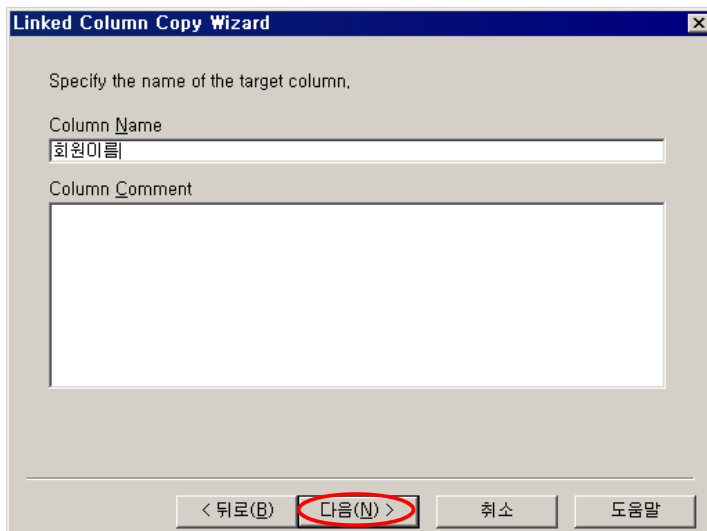 Linked Column Copy Wizard
Specify the name of the target column,
Column Name
회원이름
Column Comment
< 뒤로(B) 다음(N) > 취소 도움말